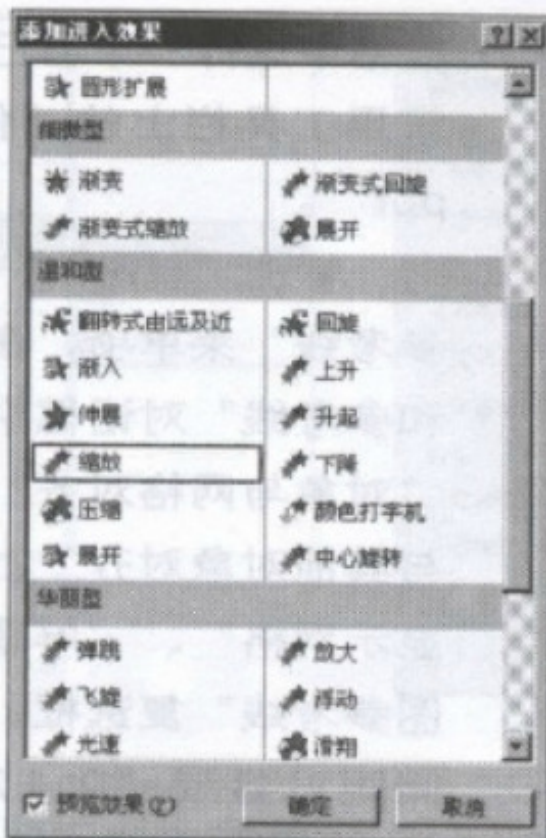 添加进入效果
圆形扩展
细微型
渐变 渐变式回旋
渐变式缩放 展开
温和型
翻转式由远及近 回旋
渐入 上升
伸展 升起
缩放 下降
压缩 颜色打字机
展开 中心旋转
华丽型
弹跳 放大
飞旋 浮动
光速 滑翔
预览效果(P) 确定 取消